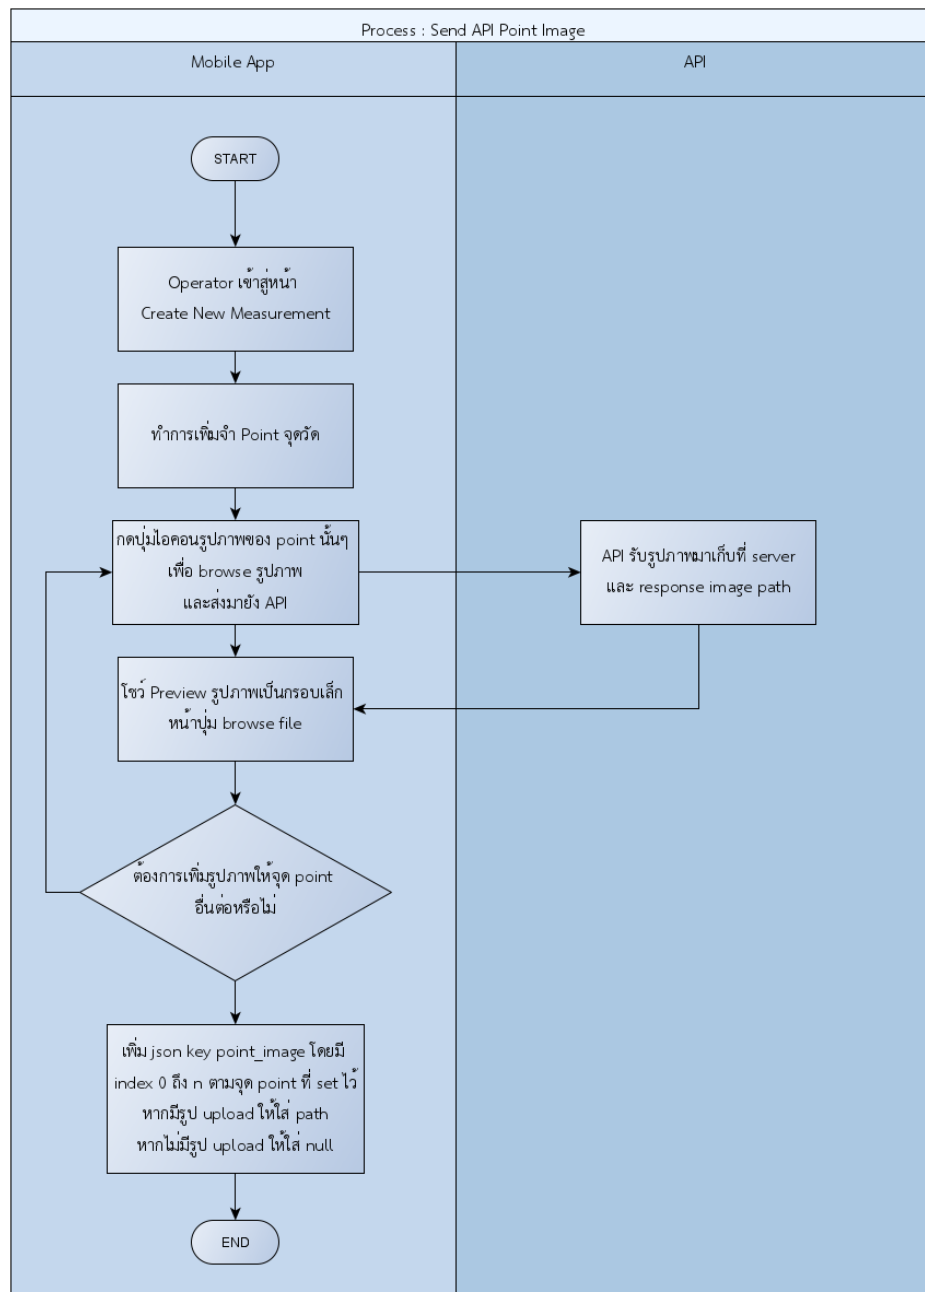 Process : Send API Point Image
Mobile App
API
START
Operator เข้าสู่หน้า
Create New Measurement
ทำการเพิ่มจำ Point จุดวัด
กดปุ่มไอคอนรูปภาพของ point นั้นๆ
เพื่อ browse รูปภาพ
และส่งมายัง API
API รับรูปภาพมาเก็บที่ server
และ response image path
โชว์ Preview รูปภาพเป็นกรอบเล็ก
หน้าปุ่ม browse file
ต้องการเพิ่มรูปภาพให้จุด point
อื่นต่อหรือไม่
เพิ่ม json key point_image โดยมี
index 0 ถึง n ตามจุด point ที่ set ไว้
หากมีรูป upload ให้ใส่ path
หากไม่มีรูป upload ให้ใส่ null
END